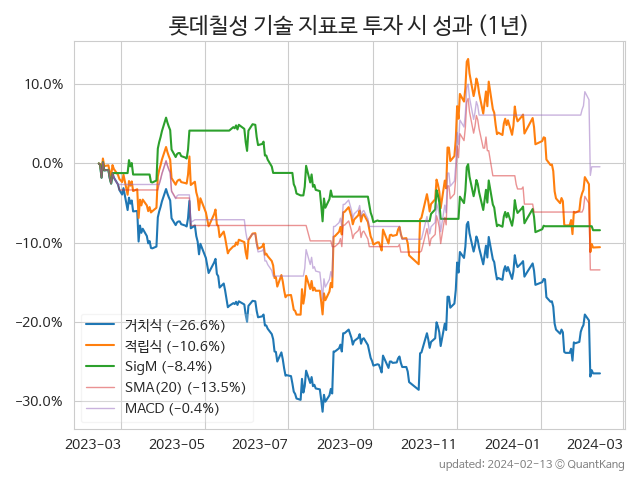 롯데칠성 기술 지표로 투자 시 성과 (1년)
10.0%
0.0%
−10.0%
−20.0%
−30.0%
거치식 (−26.6%)
적립식 (−10.6%)
SigM (−8.4%)
SMA(20) (−13.5%)
MACD (−0.4%)
2023-03 2023-05 2023-07 2023-09 2023-11 2024-01 2024-03
updated: 2024-02-13 © QuantKang